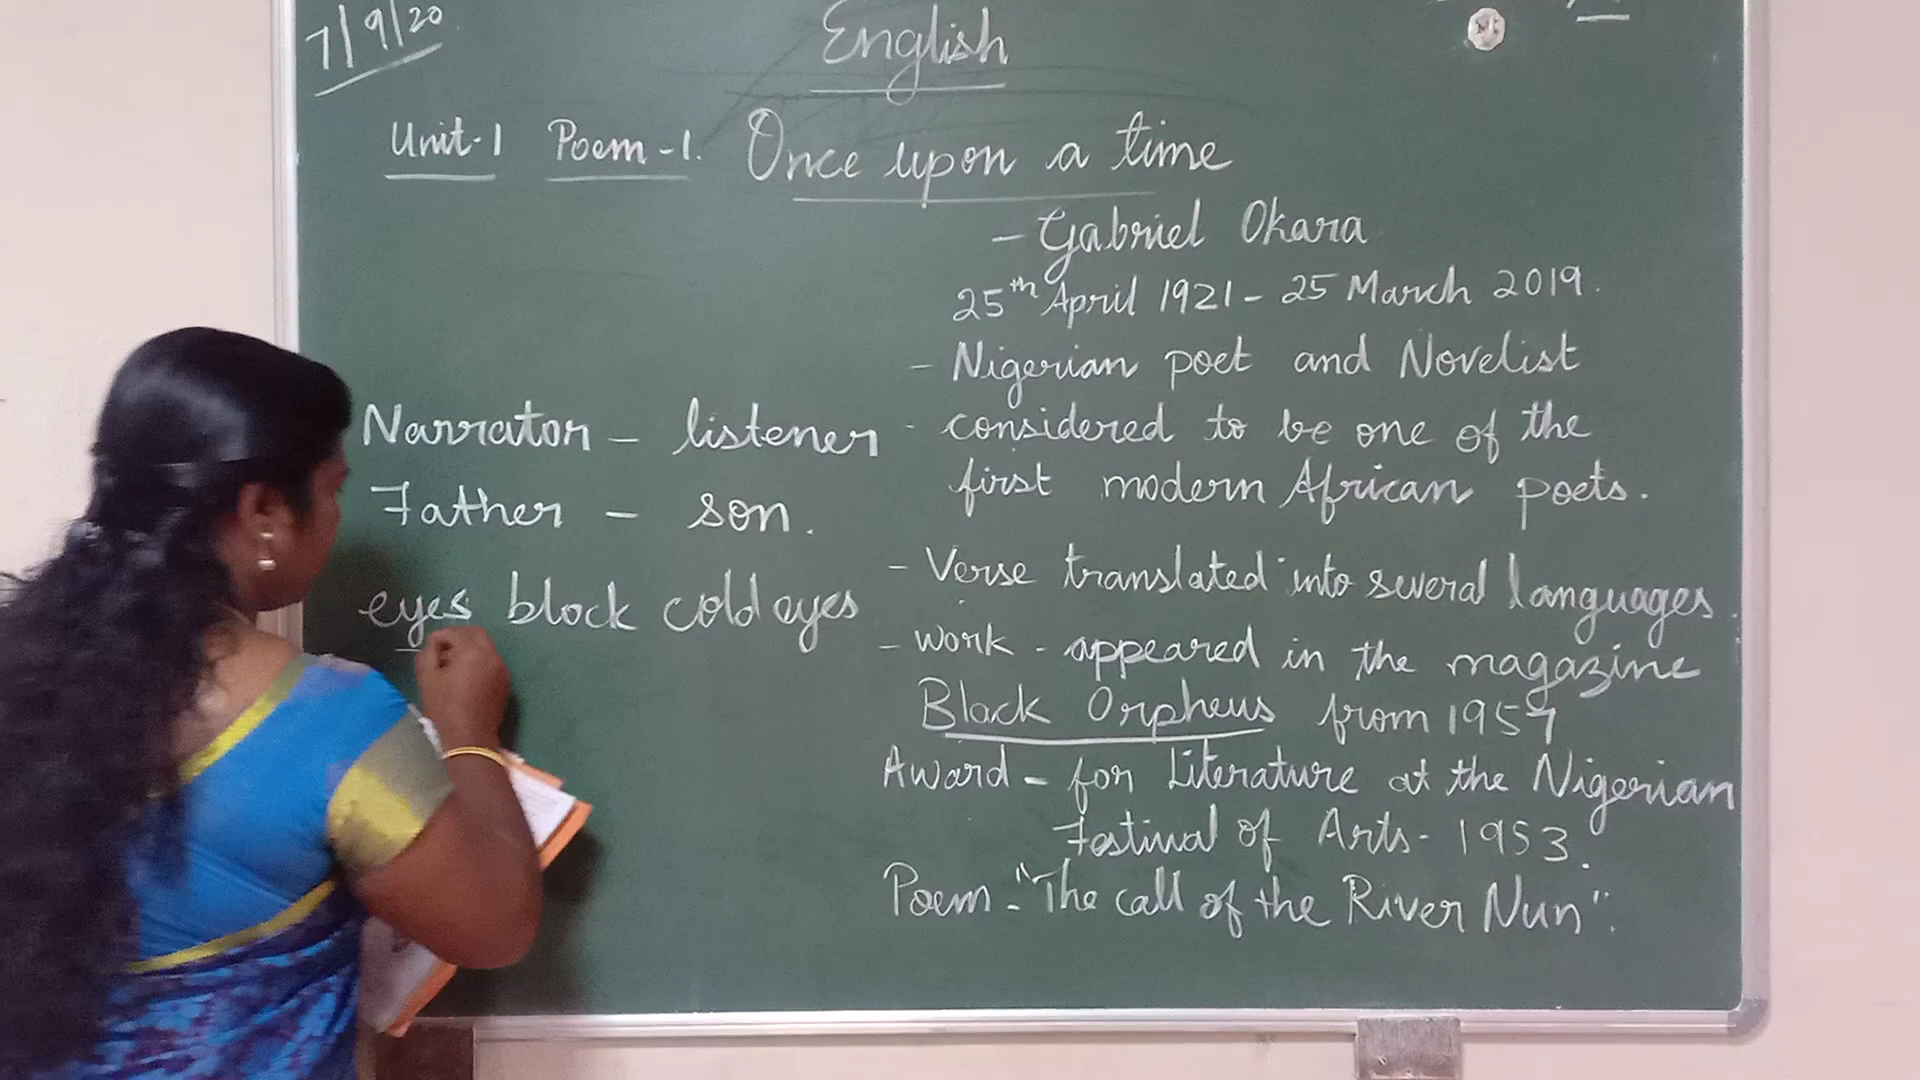 7/9/20
English
Unit-1 Poem-1. Once upon a time
- Gabriel Okara
25th April 1921 - 25 March 2019.
- Nigerian poet and Novelist
- considered to be one of the
first modern African poets.
- Verse translated into several languages.
- Work - appeared in the magazine
Black Orpheus from 1957
Award - for Literature at the Nigerian
Festival of Arts - 1953.
Poem - "The call of the River Nun".
Narrator - listener
Father - son.
eyes block cold eyes